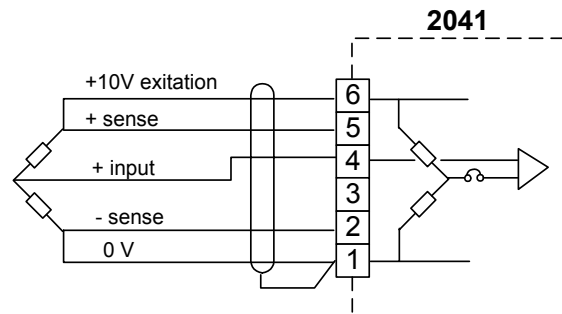 2041
+10V exitation
+ sense
+ input
- sense
0 V
6
5
4
3
2
1